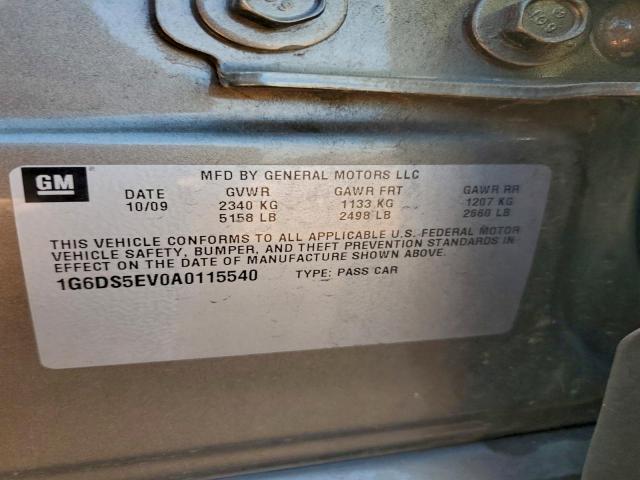 GM
MFD BY GENERAL MOTORS LLC
DATE GVWR GAWR FRT GAWR RR
10/09 2340 KG 1133 KG 1207 KG
5158 LB 2498 LB 2660 LB
THIS VEHICLE CONFORMS TO ALL APPLICABLE U.S. FEDERAL MOTOR
VEHICLE SAFETY, BUMPER, AND THEFT PREVENTION STANDARDS IN
EFFECT ON THE DATE OF MANUFACTURE SHOWN ABOVE.
1G6DS5EV0A0115540 TYPE: PASS CAR